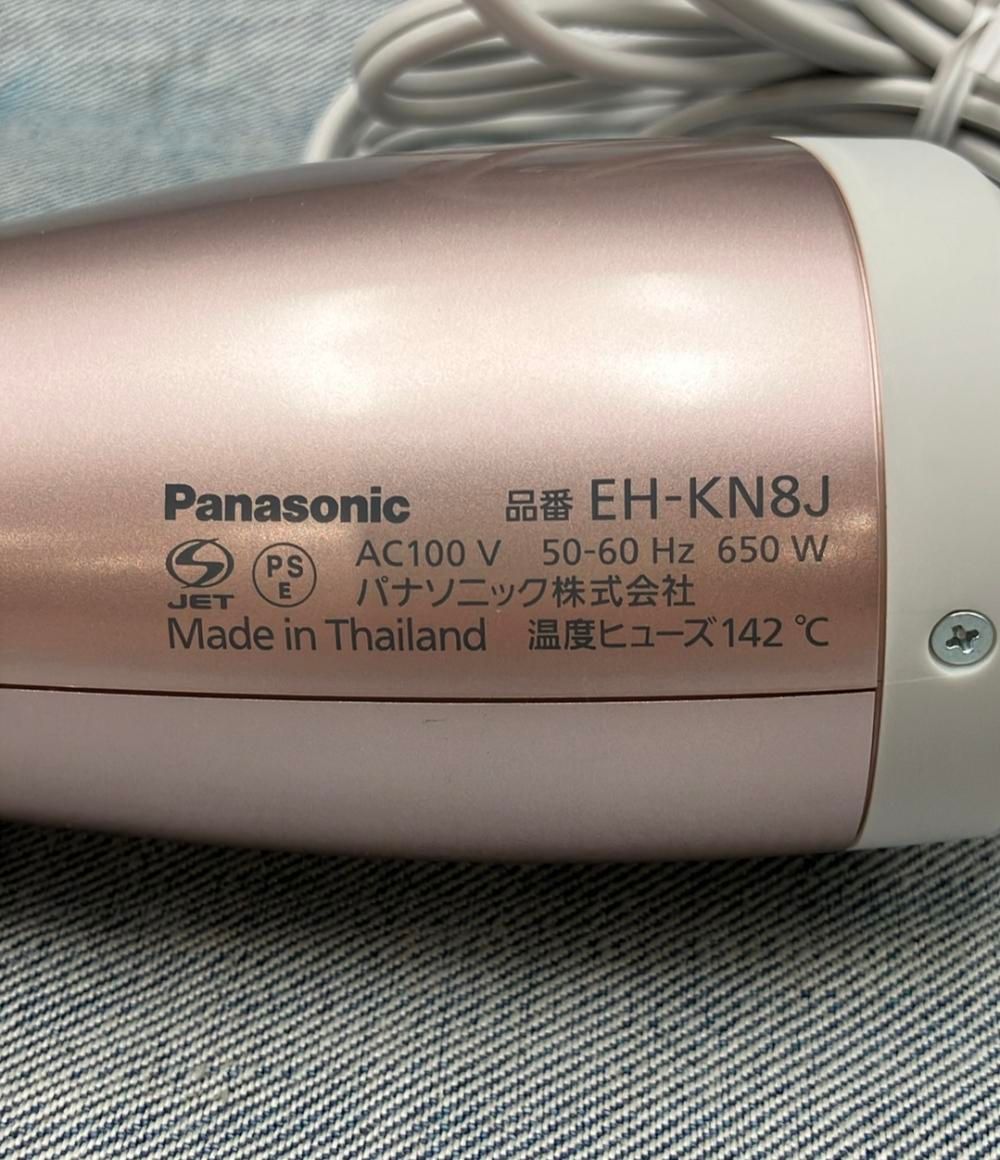 Panasonic 品番 EH-KN8J
JET PS E AC100 V 50-60 Hz 650 W
パナソニック株式会社
Made in Thailand 温度ヒューズ142 ℃